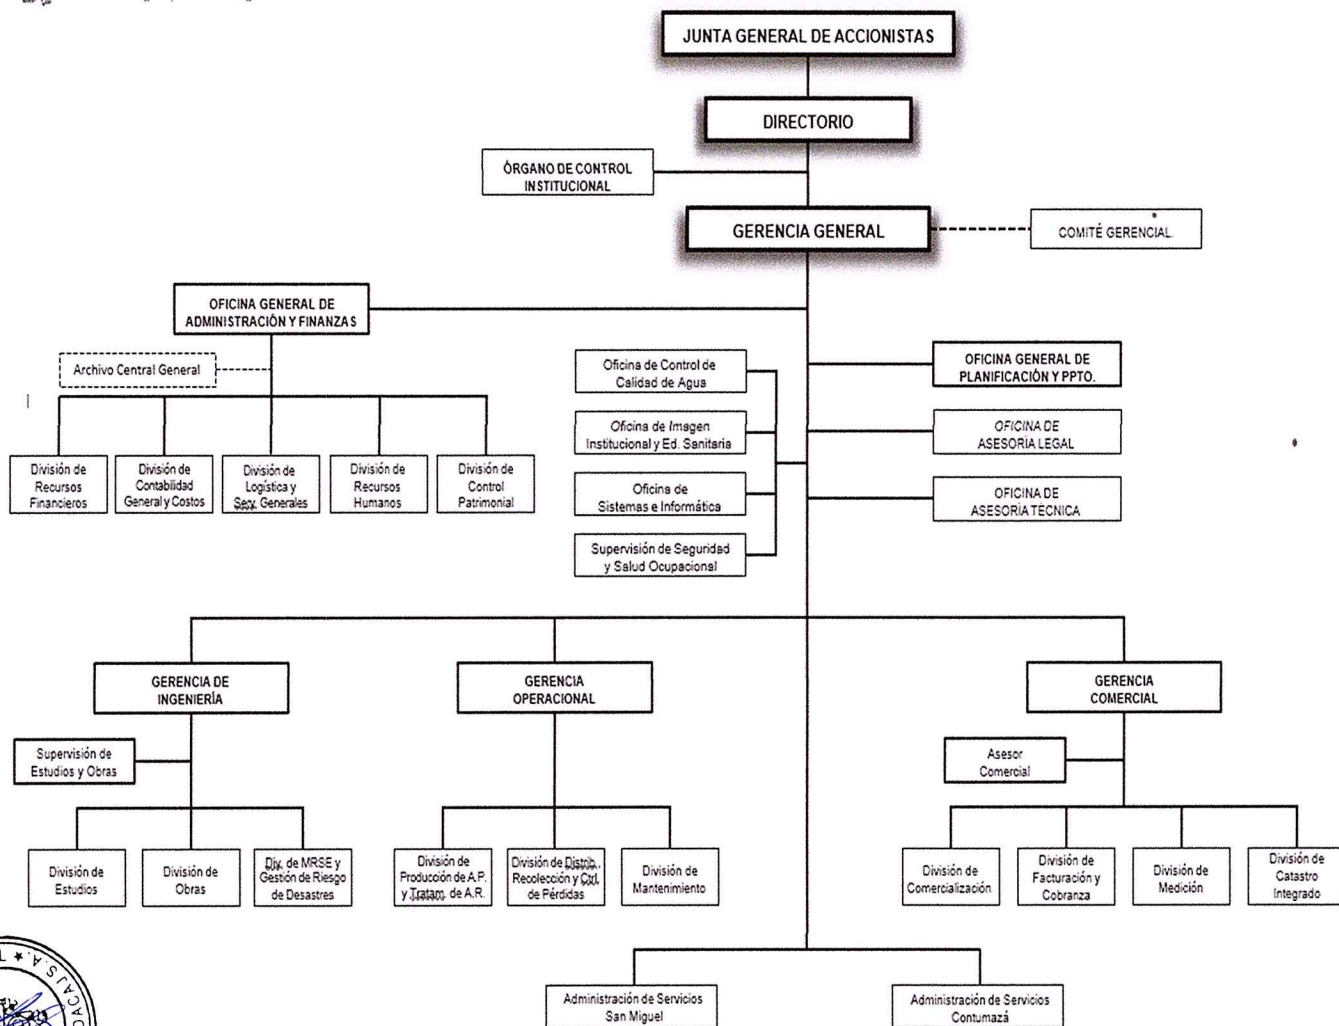 JUNTA GENERAL DE ACCIONISTAS
DIRECTORIO
ÓRGANO DE CONTROL
INSTITUCIONAL
GERENCIA GENERAL
COMITÉ GERENCIAL.
OFICINA GENERAL DE
ADMINISTRACIÓN Y FINANZAS
Archivo Central General
División de
Recursos
Financieros
División de
Contabilidad
General y Costos
División de
Logística y
Serv. Generales
División de
Recursos
Humanos
División de
Control
Patrimonial
Oficina de Control de
Calidad de Agua
Oficina de Imagen
Institucional y Ed. Sanitaria
Oficina de
Sistemas e Informática
Supervisión de Seguridad
y Salud Ocupacional
OFICINA GENERAL DE
PLANIFICACIÓN Y PPTO.
OFICINA DE
ASESORÍA LEGAL
OFICINA DE
ASESORÍA TÉCNICA
GERENCIA DE
INGENIERÍA
Supervisión de
Estudios y Obras
División de
Estudios
División de
Obras
Div. de MRSE y
Gestión de Riesgo
de Desastres
GERENCIA
OPERACIONAL
División de
Producción de A.P.
y Tratam. de A.R.
División de Distrib.
Recolección y Ctrl.
de Pérdidas
División de
Mantenimiento
GERENCIA
COMERCIAL
Asesor
Comercial
División de
Comercialización
División de
Facturación y
Cobranza
División de
Medición
División de
Catastro
Integrado
Administración de Servicios
San Miguel
Administración de Servicios
Contumazá
DACAJ S.A.